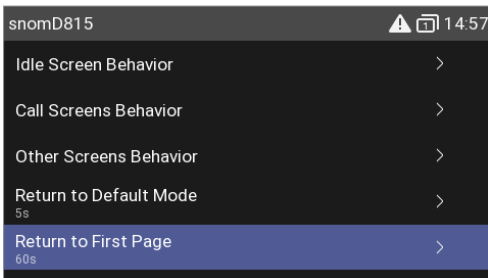 snomD815 1 14:57
Idle Screen Behavior
Call Screens Behavior
Other Screens Behavior
Return to Default Mode
5s
Return to First Page
60s